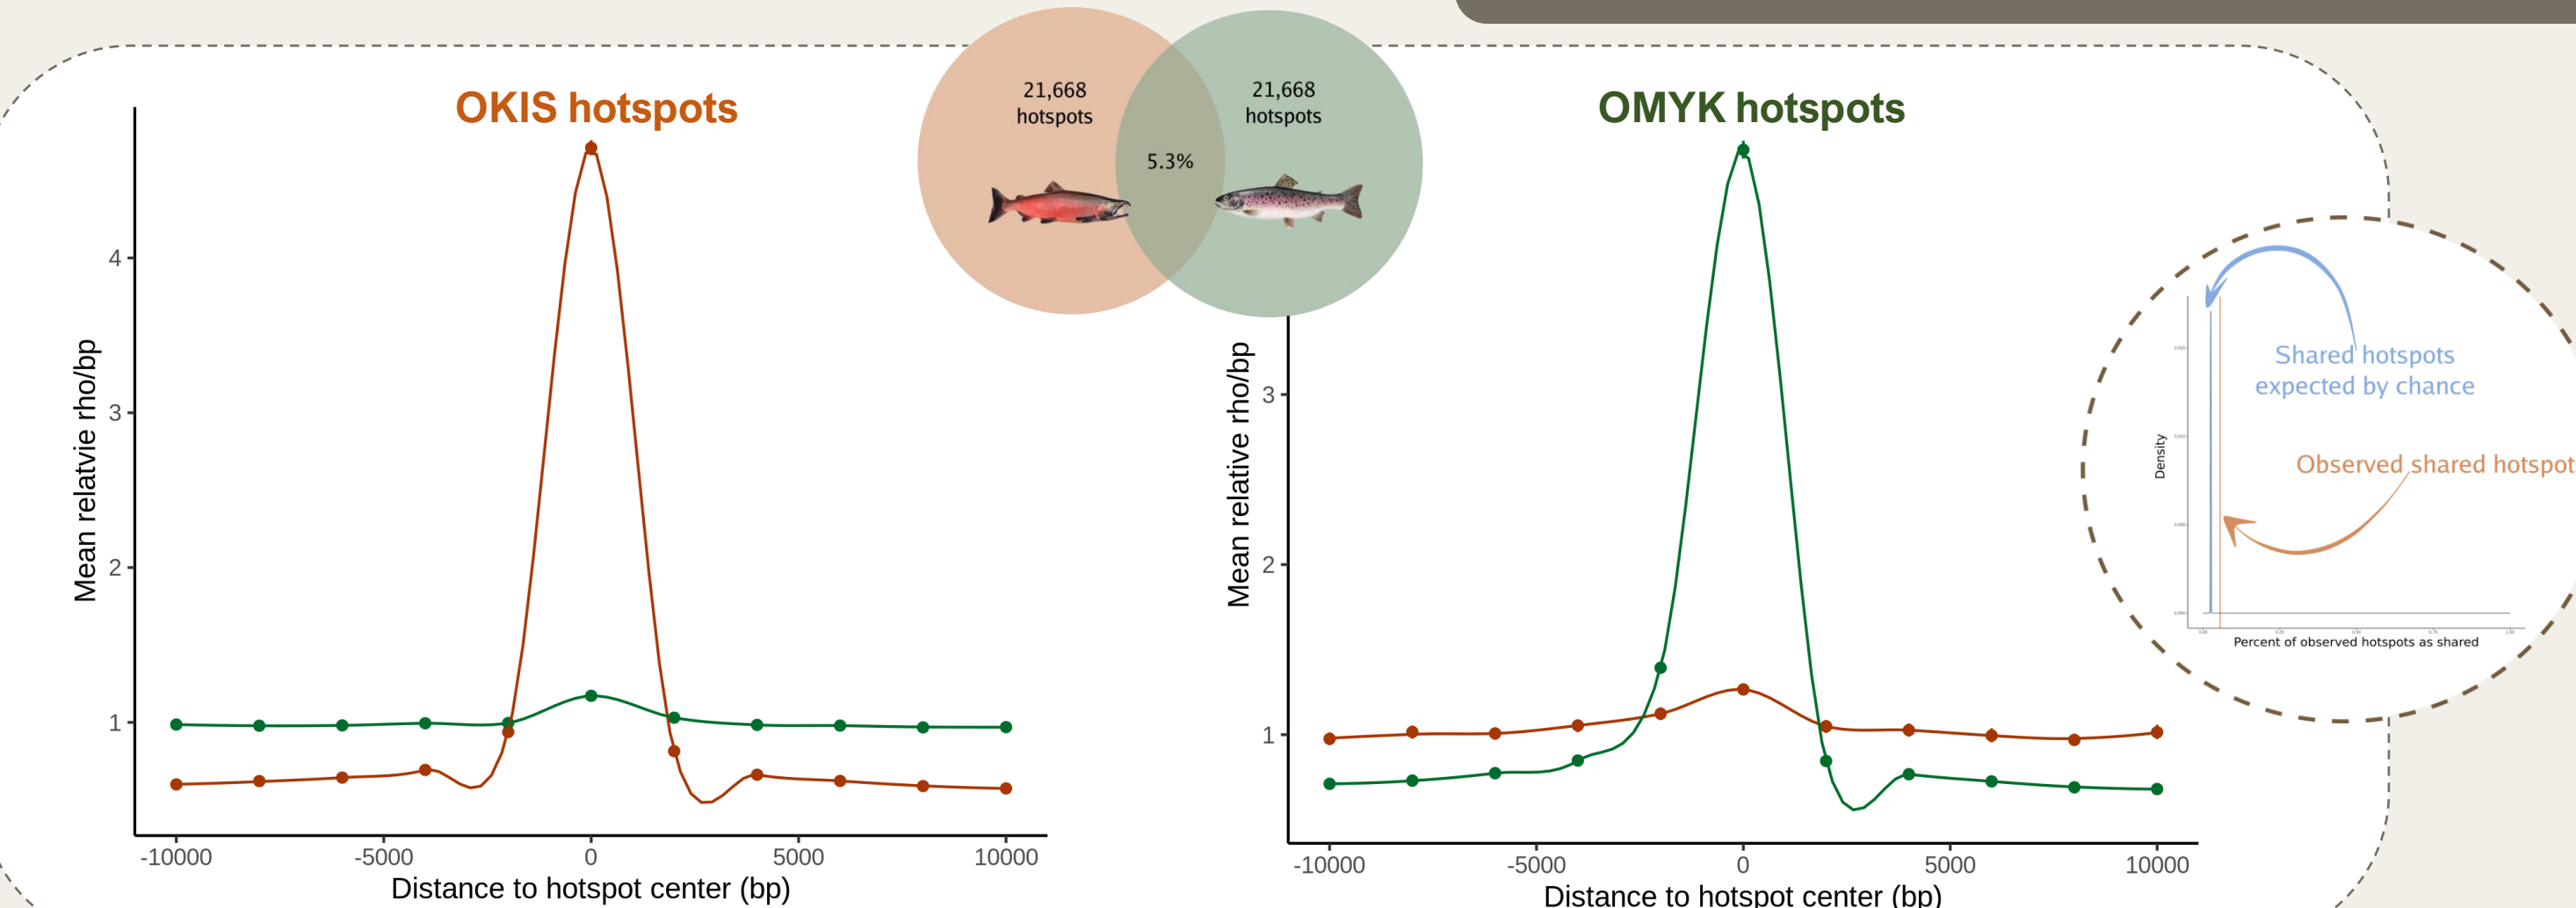 OKIS hotspots
21,668
hotspots
21,668
hotspots
5.3%
OMYK hotspots
Mean relatvie rho/bp
4
3
2
1
-10000
-5000
0
5000
10000
Distance to hotspot center (bp)
Mean relative rho/bp
3
2
1
-10000
-5000
0
5000
10000
Distance to hotspot center (bp)
Shared hotspots
expected by chance
Observed shared hotspot
Density
Percent of observed hotspots as shared